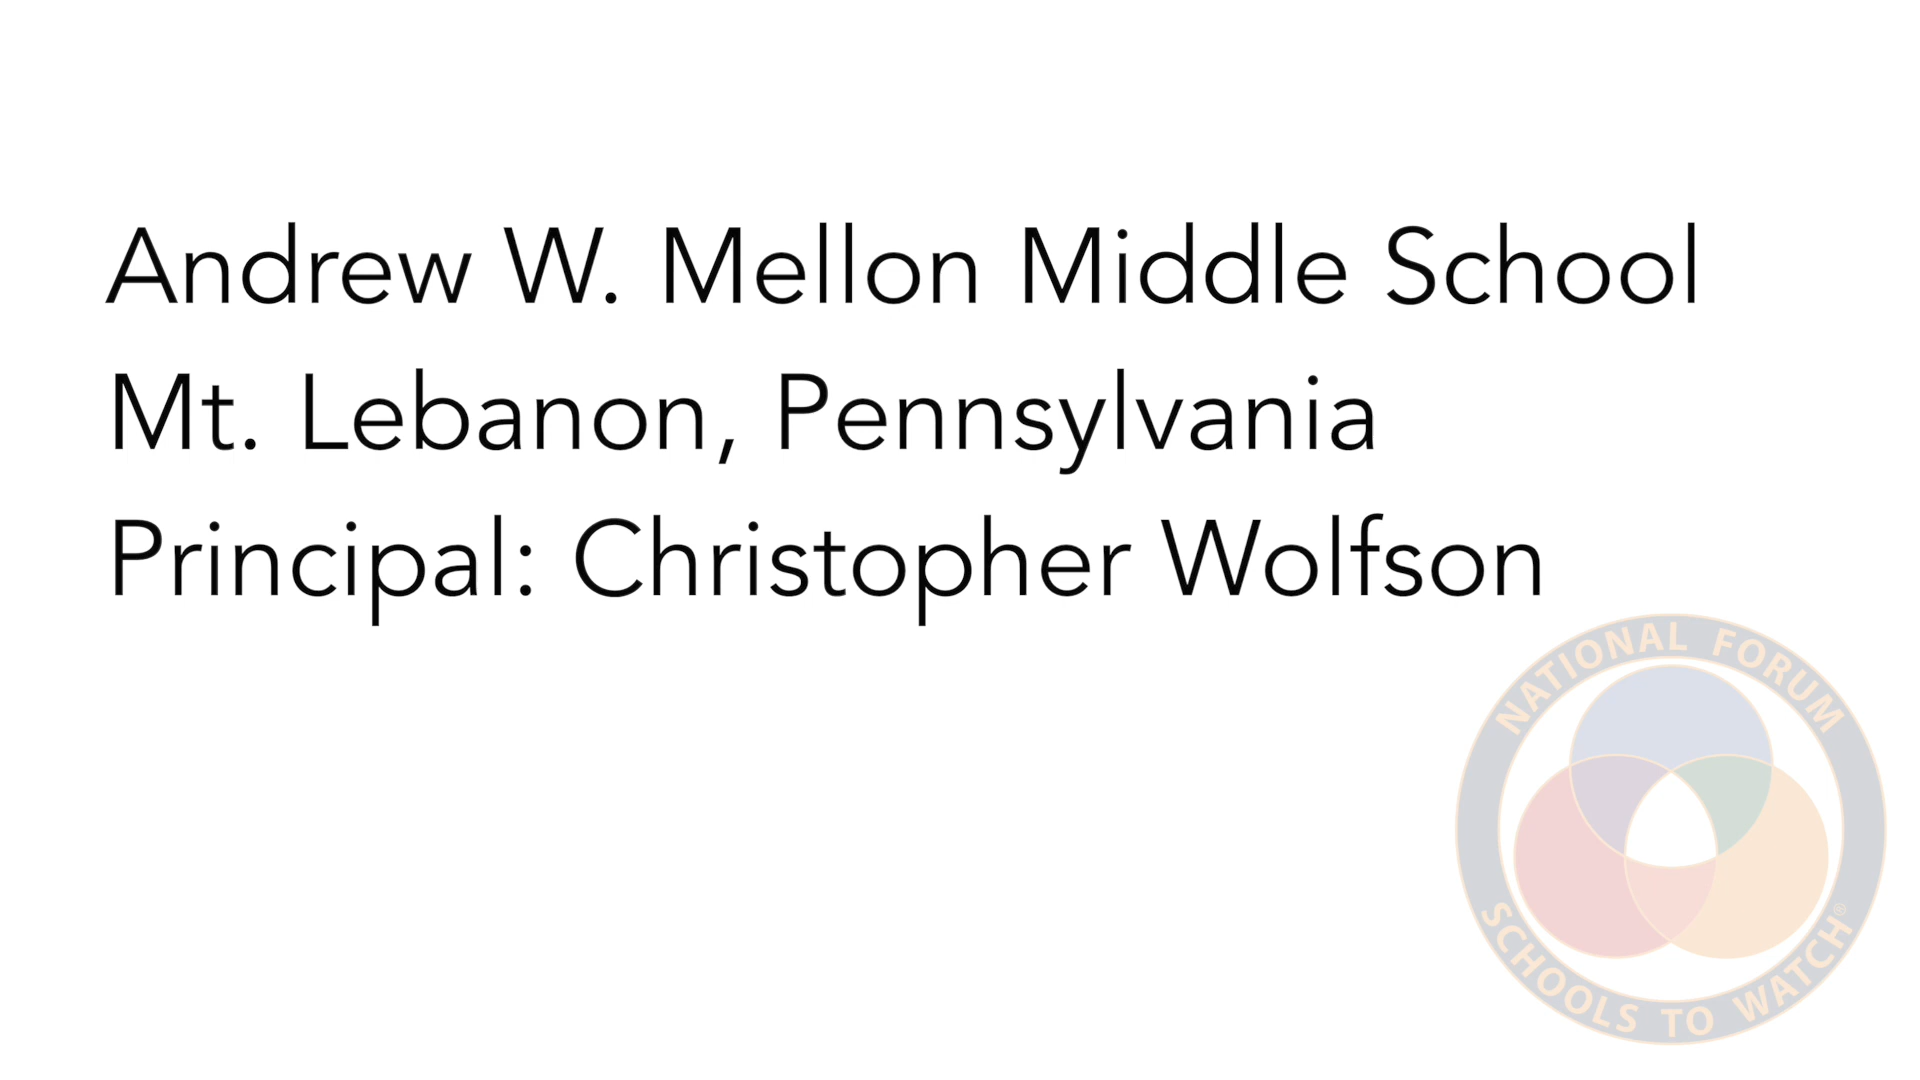 Andrew W. Mellon Middle School
Mt. Lebanon, Pennsylvania
Principal: Christopher Wolfson
NATIONAL FORUM
SCHOOLS TO WATCH®